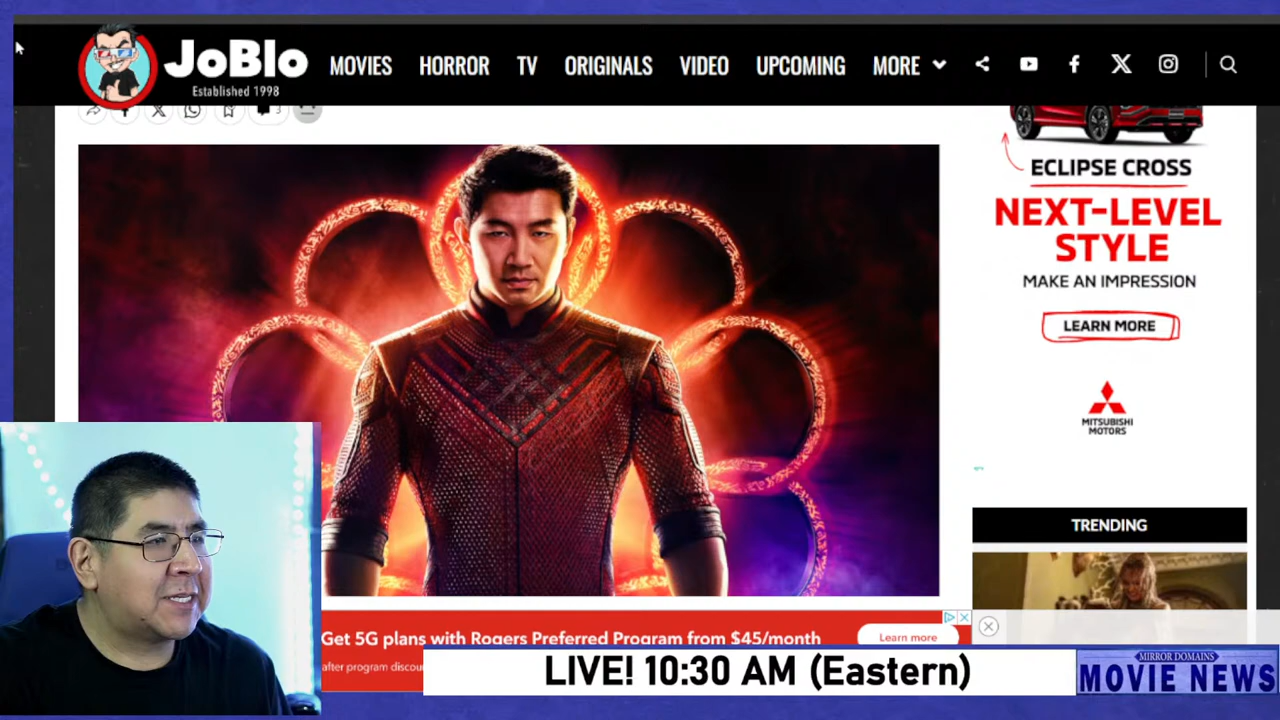 JoBlo
Established 1998
MOVIES HORROR TV ORIGINALS VIDEO UPCOMING MORE
ECLIPSE CROSS
NEXT-LEVEL
STYLE
MAKE AN IMPRESSION
LEARN MORE
MITSUBISHI
MOTORS
TRENDING
Get 5G plans with Rogers Preferred Program from $45/month
Learn more
after program
LIVE! 10:30 AM (Eastern)
MIRROR DOMAINS
MOVIE NEWS